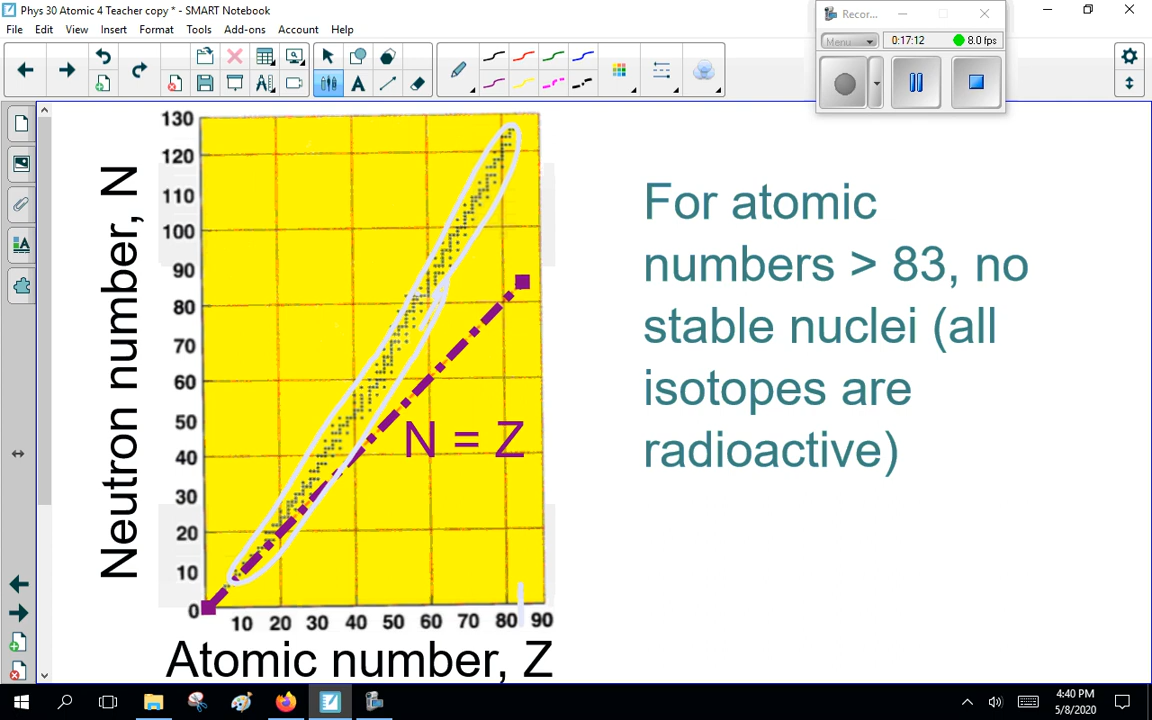 Phys 30 Atomic 4 Teacher copy * - SMART Notebook
File Edit View Insert Format Tools Add-ons Account Help
Recor...
Menu
0:17:12
8.0 fps
130
120
110
100
90
80
70
60
50
40
30
20
10
0
Neutron number, N
N = Z
10 20 30 40 50 60 70 80 90
Atomic number, Z
For atomic
numbers > 83, no
stable nuclei (all
isotopes are
radioactive)
4:40 PM
5/8/2020